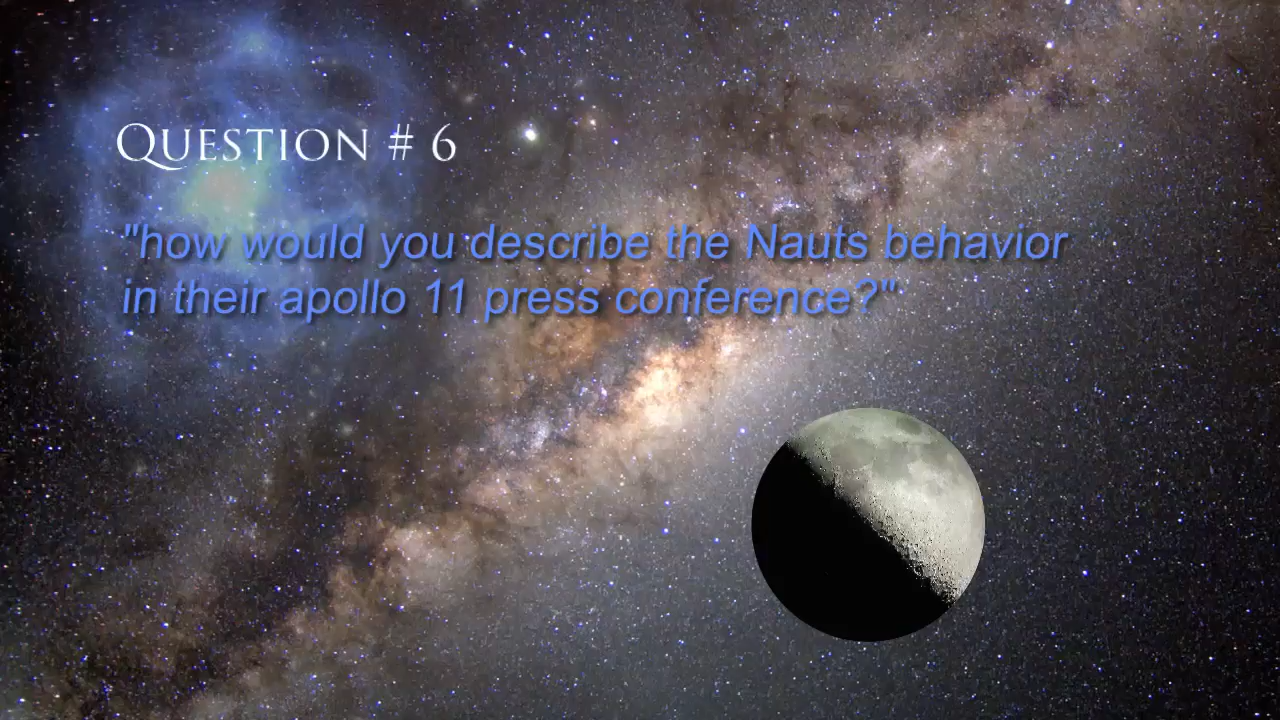 QUESTION # 6
"how would you describe the Nauts behavior
in their apollo 11 press conference?"